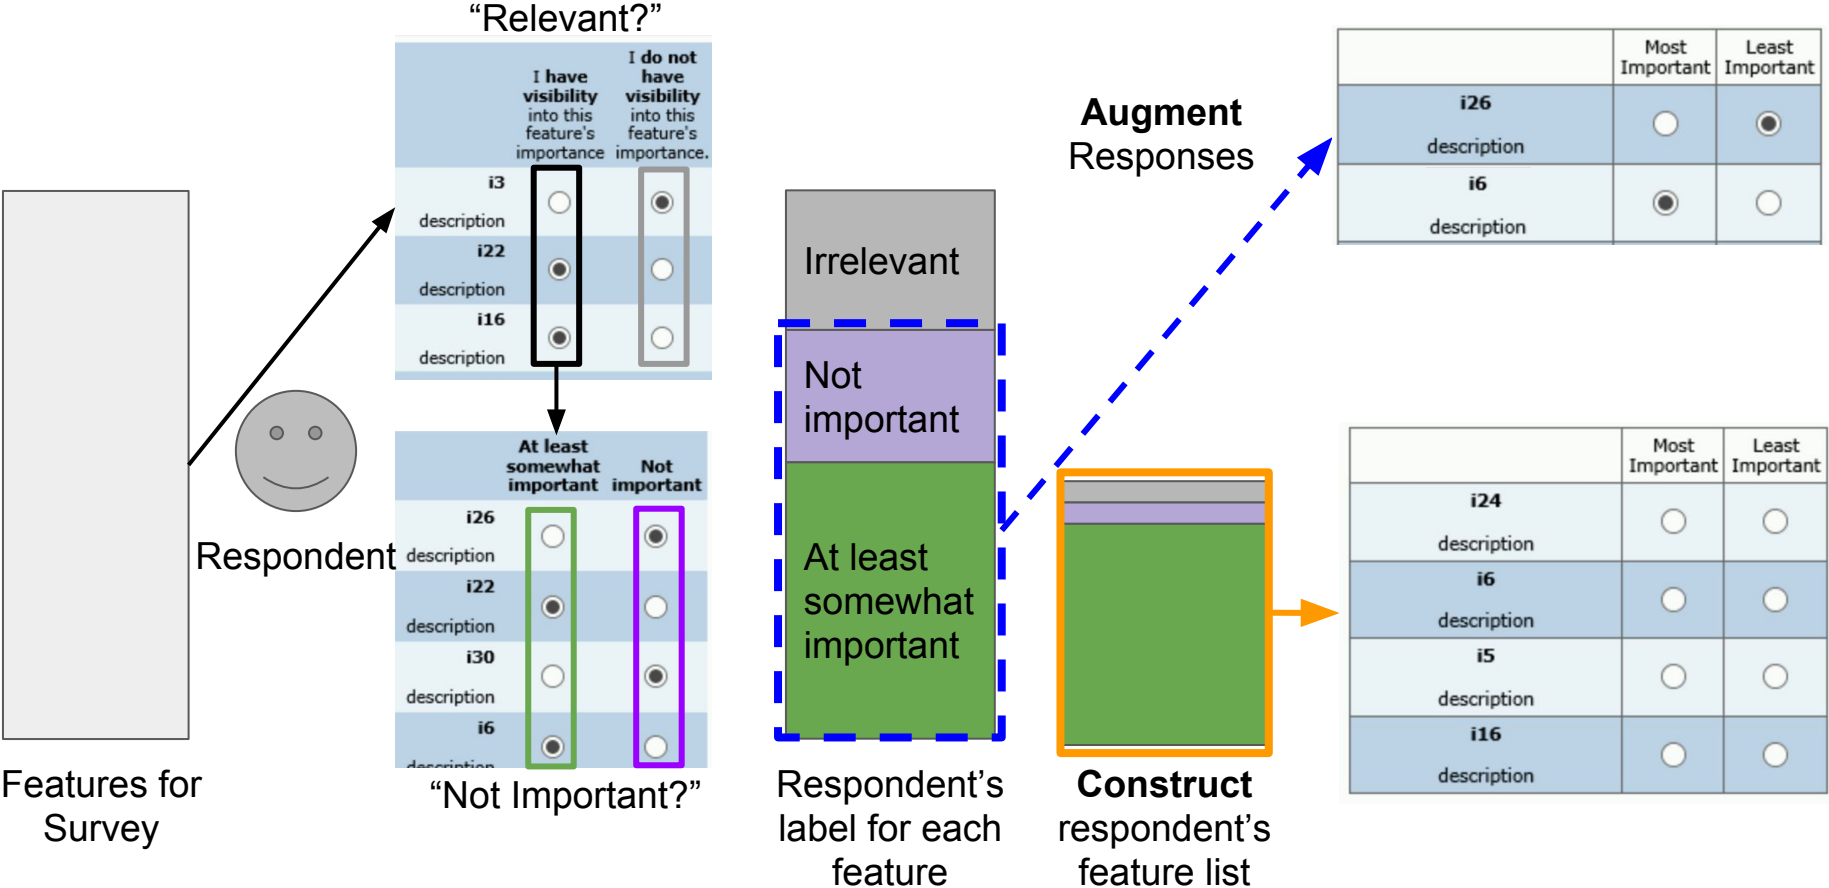 “Relevant?”
I have
visibility
into this
feature's
importance
I do not
have
visibility
into this
feature's
importance.
i3
description
i22
description
i16
description
Respondent
At least
somewhat
important
Not
important
i26
description
i22
description
i30
description
i6
description
“Not Important?”
Features for
Survey
Irrelevant
Not
important
At least
somewhat
important
Respondent’s
label for each
feature
Augment
Responses
Construct
respondent’s
feature list
Most
Important
Least
Important
i26
description
i6
description
Most
Important
Least
Important
i24
description
i6
description
i5
description
i16
description